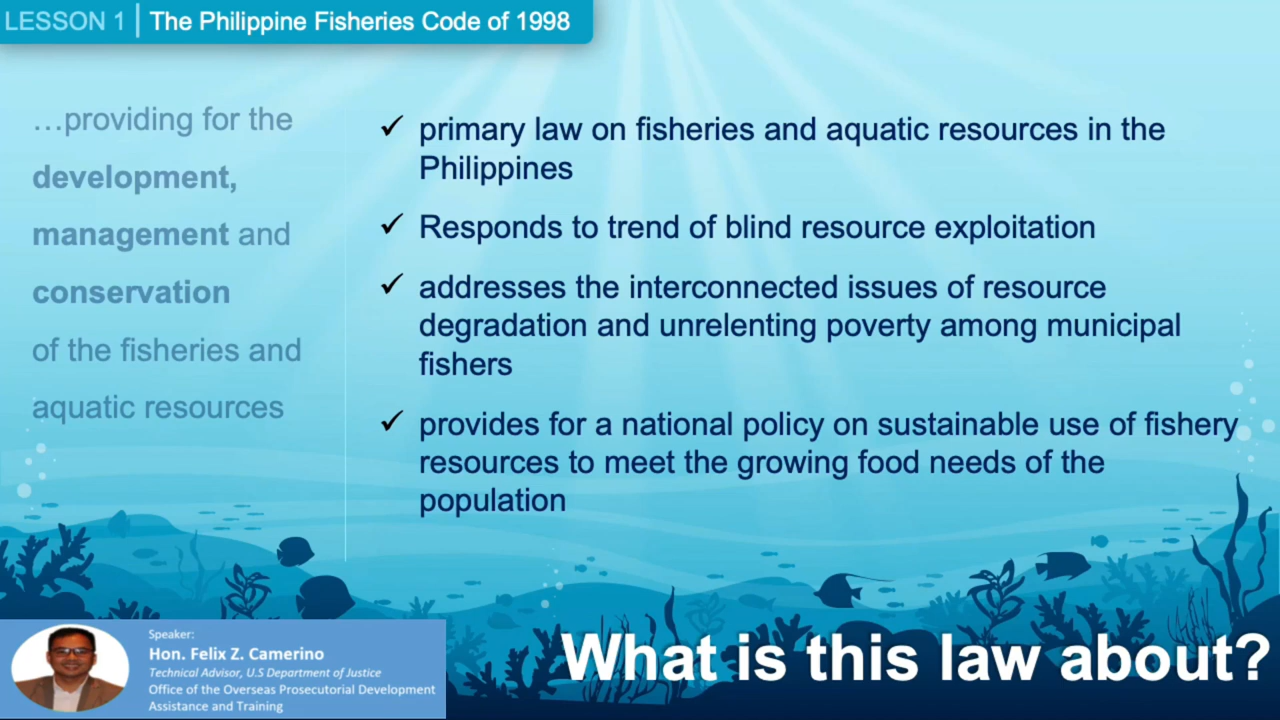 LESSON 1 | The Philippine Fisheries Code of 1998
…providing for the
development,
management and
conservation
of the fisheries and
aquatic resources
✓ primary law on fisheries and aquatic resources in the
Philippines
✓ Responds to trend of blind resource exploitation
✓ addresses the interconnected issues of resource
degradation and unrelenting poverty among municipal
fishers
✓ provides for a national policy on sustainable use of fishery
resources to meet the growing food needs of the
population
What is this law about?
Speaker:
Hon. Felix Z. Camerino
Technical Advisor, U.S Department of Justice
Office of the Overseas Prosecutorial Development
Assistance and Training